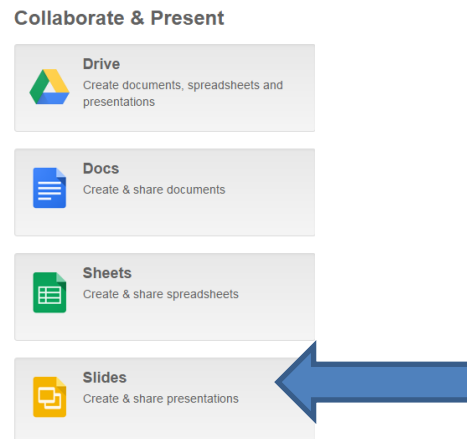 Collaborate & Present
Drive
Create documents, spreadsheets and
presentations
Docs
Create & share documents
Sheets
Create & share spreadsheets
Slides
Create & share presentations